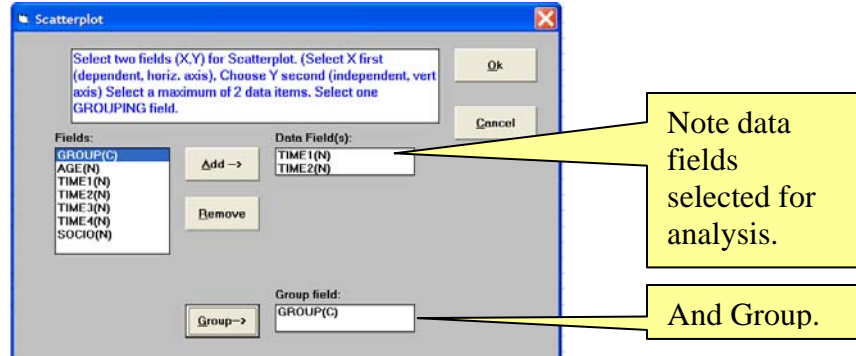 Scatterplot
Select two fields (X,Y) for Scatterplot. (Select X first
(dependent, horiz. axis), Choose Y second (independent, vert
axis) Select a maximum of 2 data items. Select one
GROUPING field.
Ok
Cancel
Fields:
GROUP(C)
AGE(N)
TIME1(N)
TIME2(N)
TIME3(N)
TIME4(N)
SOCIO(N)
Add -->
Remove
Data Field(s):
TIME1(N)
TIME2(N)
Group-->
Group field:
GROUP(C)
Note data
fields
selected for
analysis.
And Group.